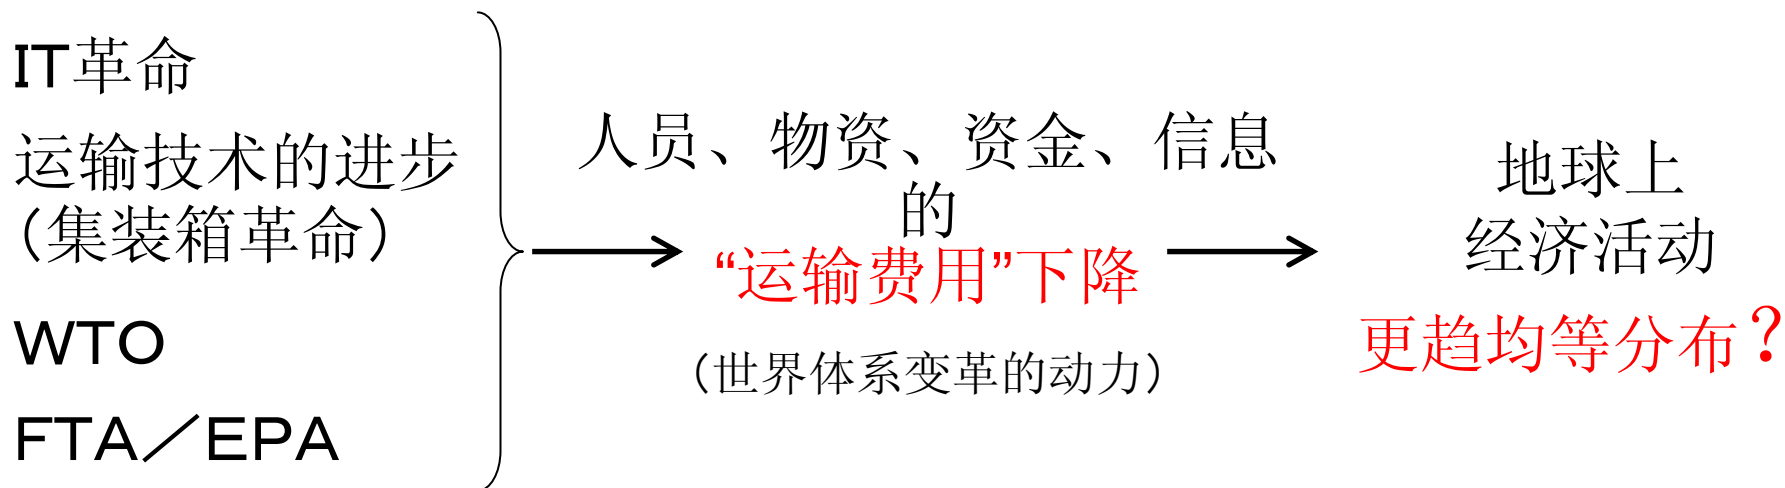 IT革命
运输技术的进步
（集装箱革命）
WTO
FTA／EPA
人员、物资、资金、信息
的
“运输费用”下降
（世界体系变革的动力）
地球上
经济活动
更趋均等分布？